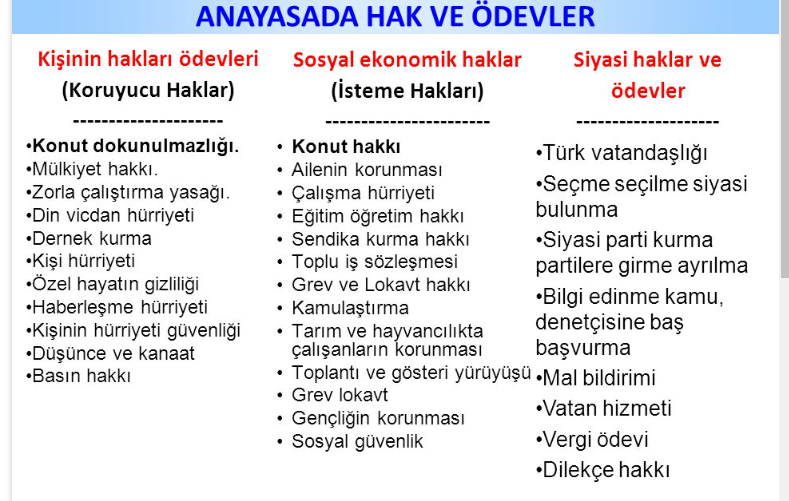 ANAYASADA HAK VE ÖDEVLER
Kişinin hakları ödevleri
(Koruyucu Haklar)
---------------------
•Konut dokunulmazlığı.
•Mülkiyet hakkı.
•Zorla çalıştırma yasağı.
•Din vicdan hürriyeti
•Dernek kurma
•Kişi hürriyeti
•Özel hayatın gizliliği
•Haberleşme hürriyeti
•Kişinin hürriyeti güvenliği
•Düşünce ve kanaat
•Basın hakkı
Sosyal ekonomik haklar
(İsteme Hakları)
-----------------------
• Konut hakkı
• Ailenin korunması
• Çalışma hürriyeti
• Eğitim öğretim hakkı
• Sendika kurma hakkı
• Toplu iş sözleşmesi
• Grev ve Lokavt hakkı
• Kamulaştırma
• Tarım ve hayvancılıkta
çalışanların korunması
• Toplantı ve gösteri yürüyüşü
• Grev lokavt
• Gençliğin korunması
• Sosyal güvenlik
Siyasi haklar ve
ödevler
--------------------
•Türk vatandaşlığı
•Seçme seçilme siyasi
bulunma
•Siyasi parti kurma
partilere girme ayrılma
•Bilgi edinme kamu,
denetçisine baş
başvurma
•Mal bildirimi
•Vatan hizmeti
•Vergi ödevi
•Dilekçe hakkı